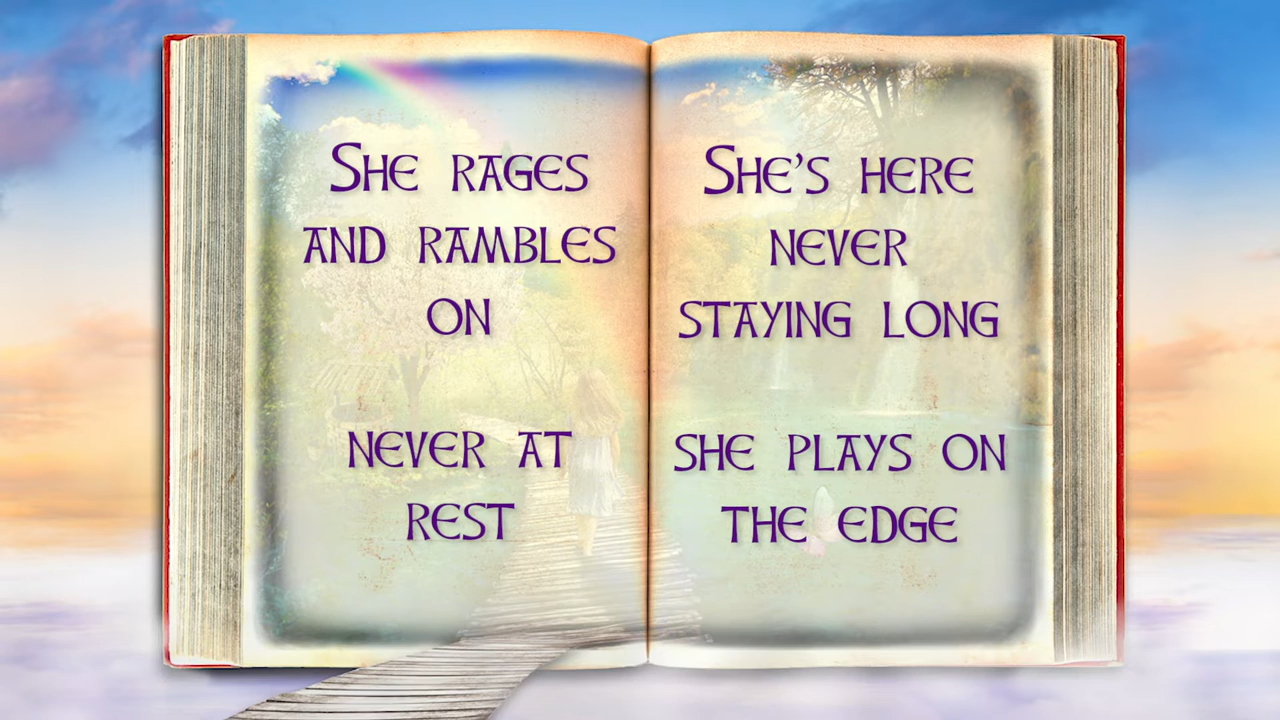 She rages
and rambles
on
never at
rest
She's here
never
staying long
she plays on
the edge